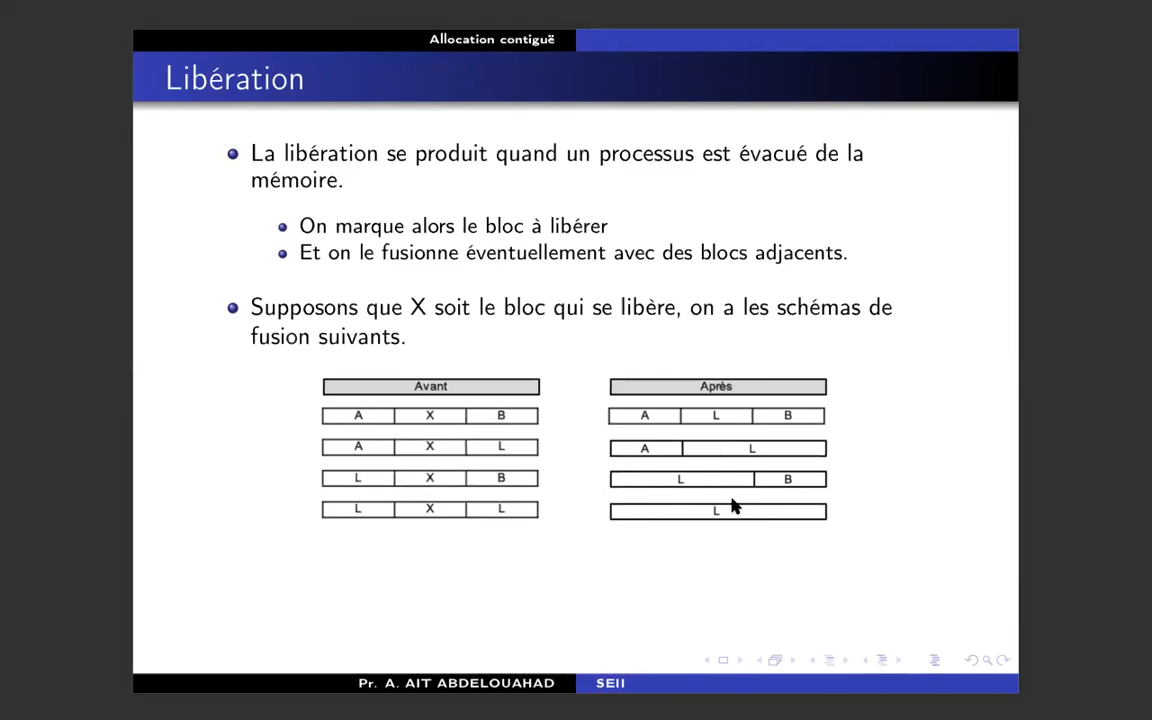 Allocation contiguë
Libération
La libération se produit quand un processus est évacué de la
mémoire.
On marque alors le bloc à libérer
Et on le fusionne éventuellement avec des blocs adjacents.
Supposons que X soit le bloc qui se libère, on a les schémas de
fusion suivants.
Avant Après
A X B A L B
A X L A L
L X B L B
L X L L
Pr. A. AIT ABDELOUAHAD SEII